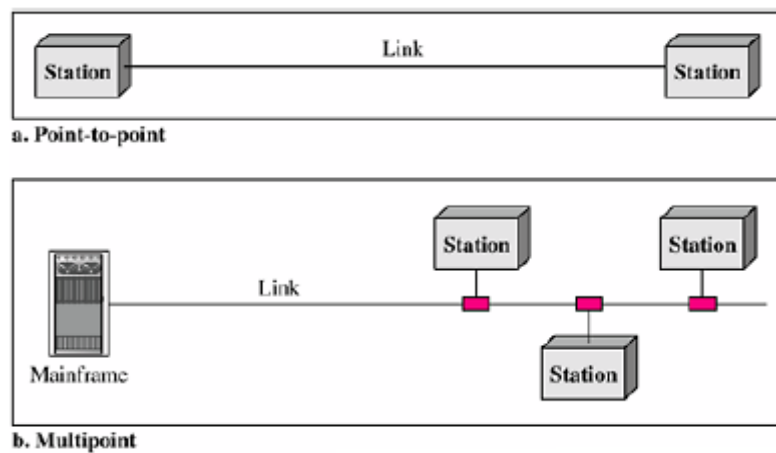 Link
Station
Station
a. Point-to-point
Station
Station
Link
Mainframe
Station
b. Multipoint